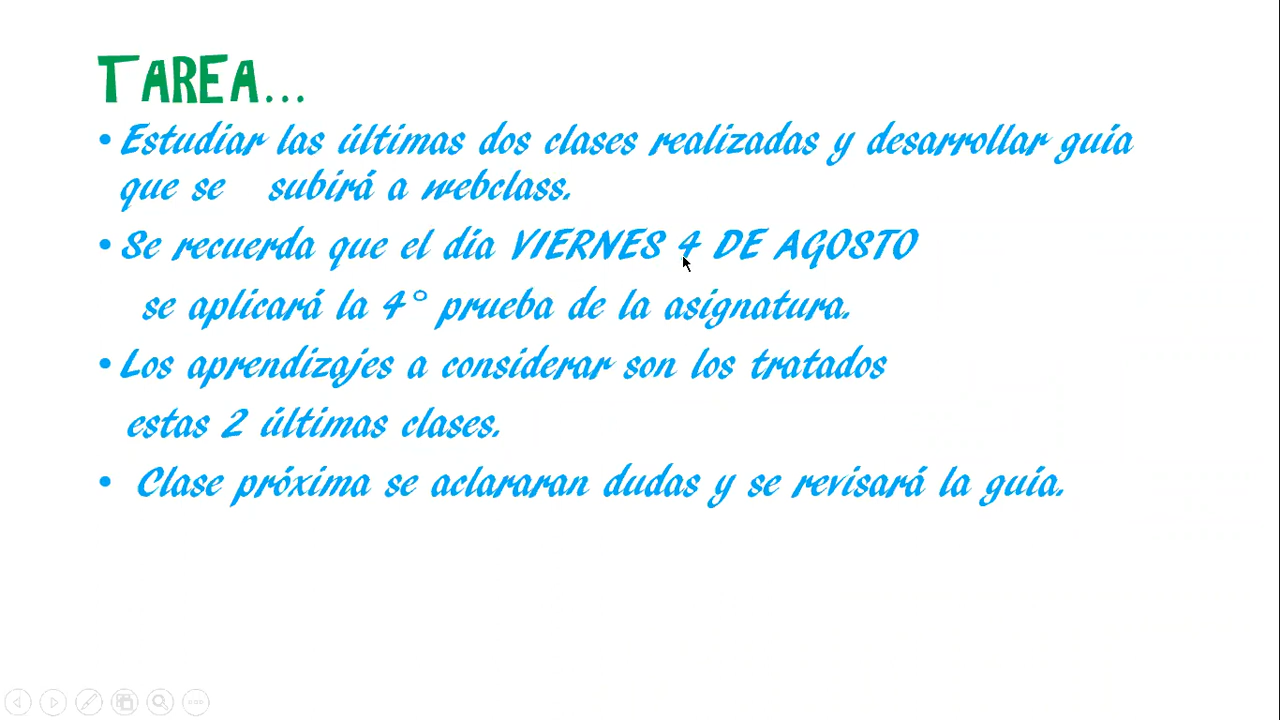 TAREA...
• Estudiar las últimas dos clases realizadas y desarrollar guía
que se subirá a webclass.
• Se recuerda que el día VIERNES 4 DE AGOSTO
se aplicará la 4° prueba de la asignatura.
• Los aprendizajes a considerar son los tratados
estas 2 últimas clases.
• Clase próxima se aclararan dudas y se revisará la guía.